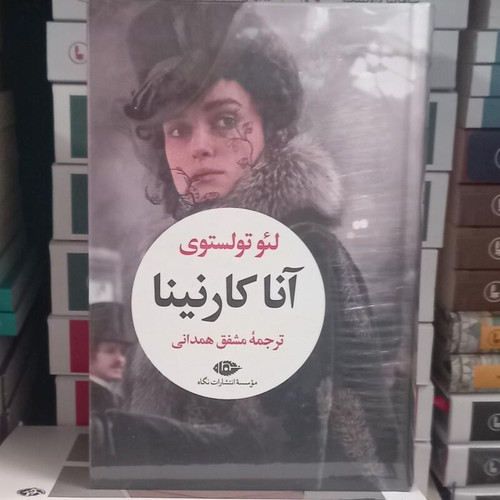 لئو تولستوی
آنا کارنینا
ترجمهٔ مشفق همدانی
مؤسسهٔ انتشارات نگاه